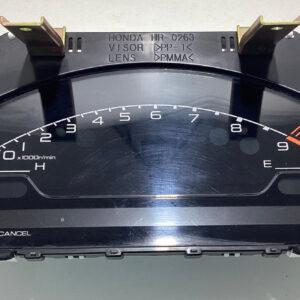 HONDA HR-0263
VISOR >PP-T<
LENS >PMMA<
0 1 2 3 4 5 6 7 8 9
x1000r/min
H E
CANCEL